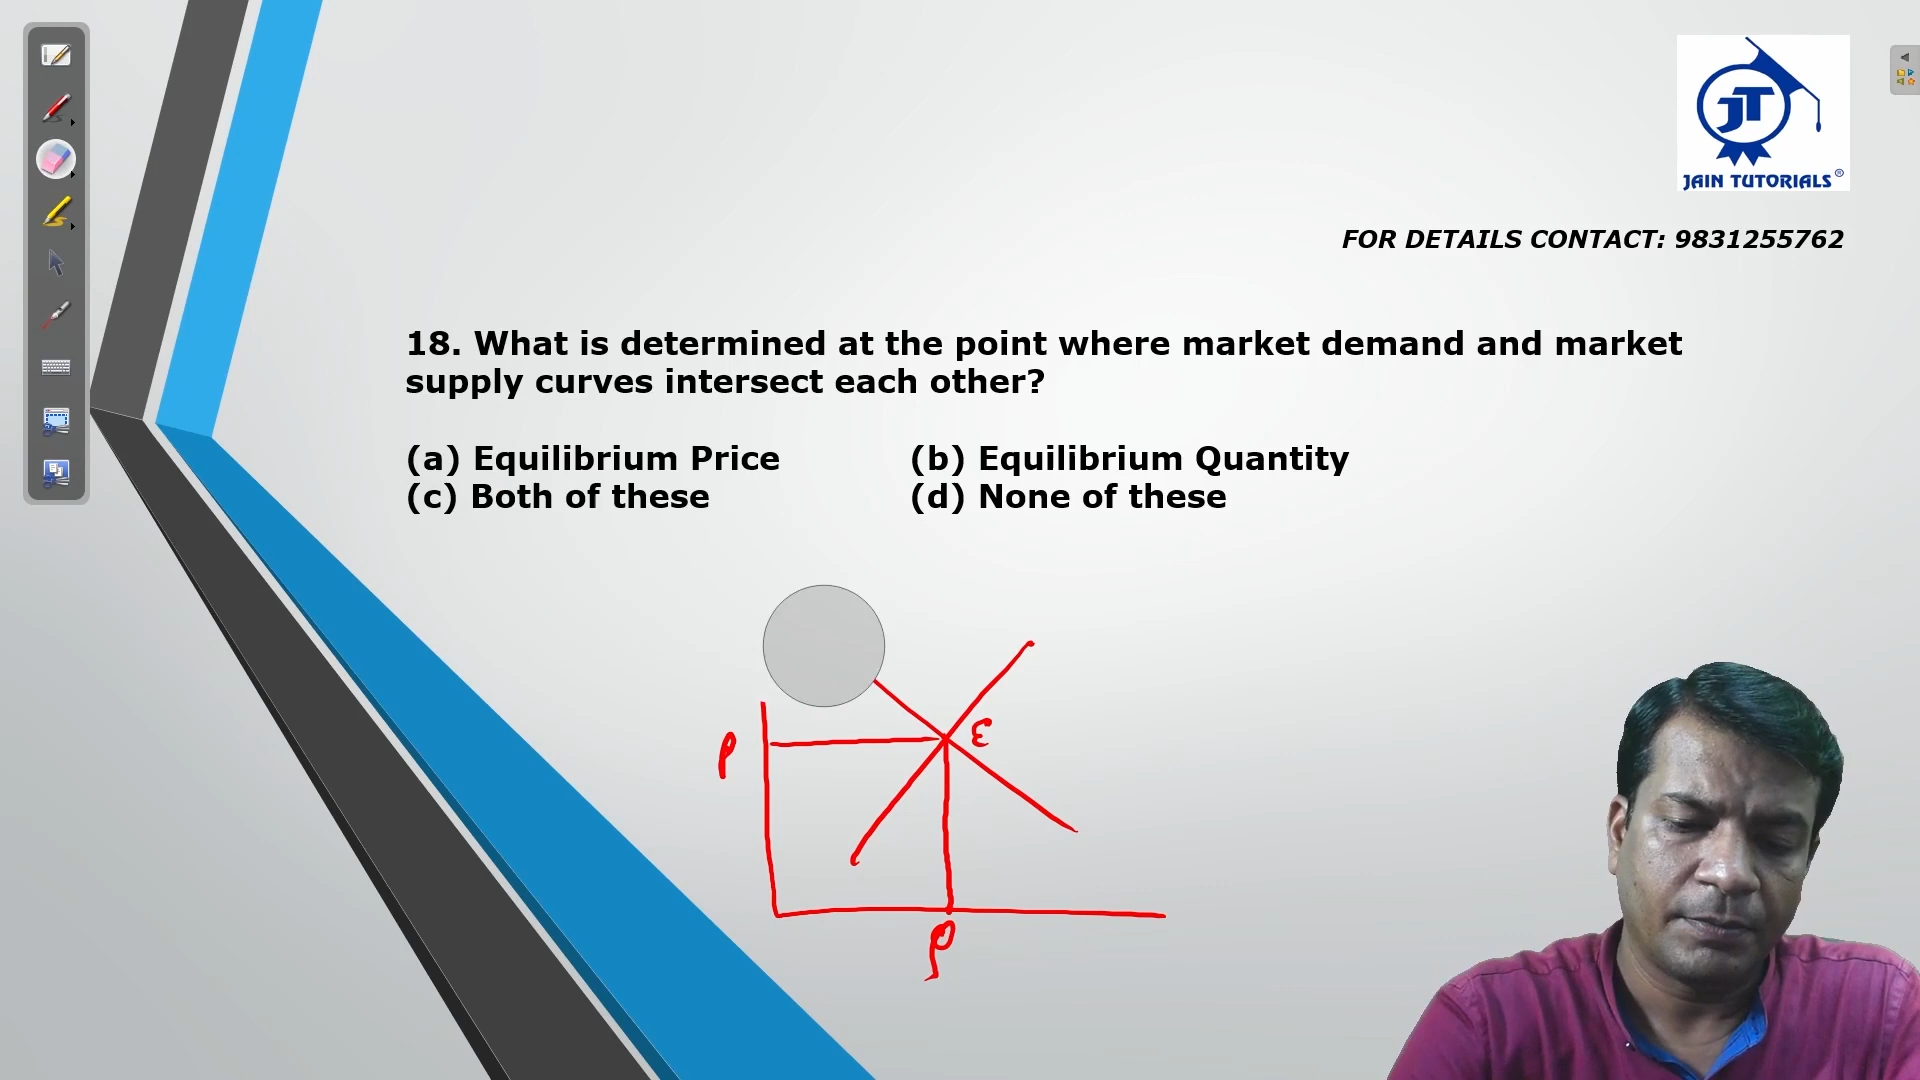 JT
JAIN TUTORIALS®
FOR DETAILS CONTACT: 9831255762
18. What is determined at the point where market demand and market
supply curves intersect each other?
(a) Equilibrium Price (b) Equilibrium Quantity
(c) Both of these (d) None of these
E
P